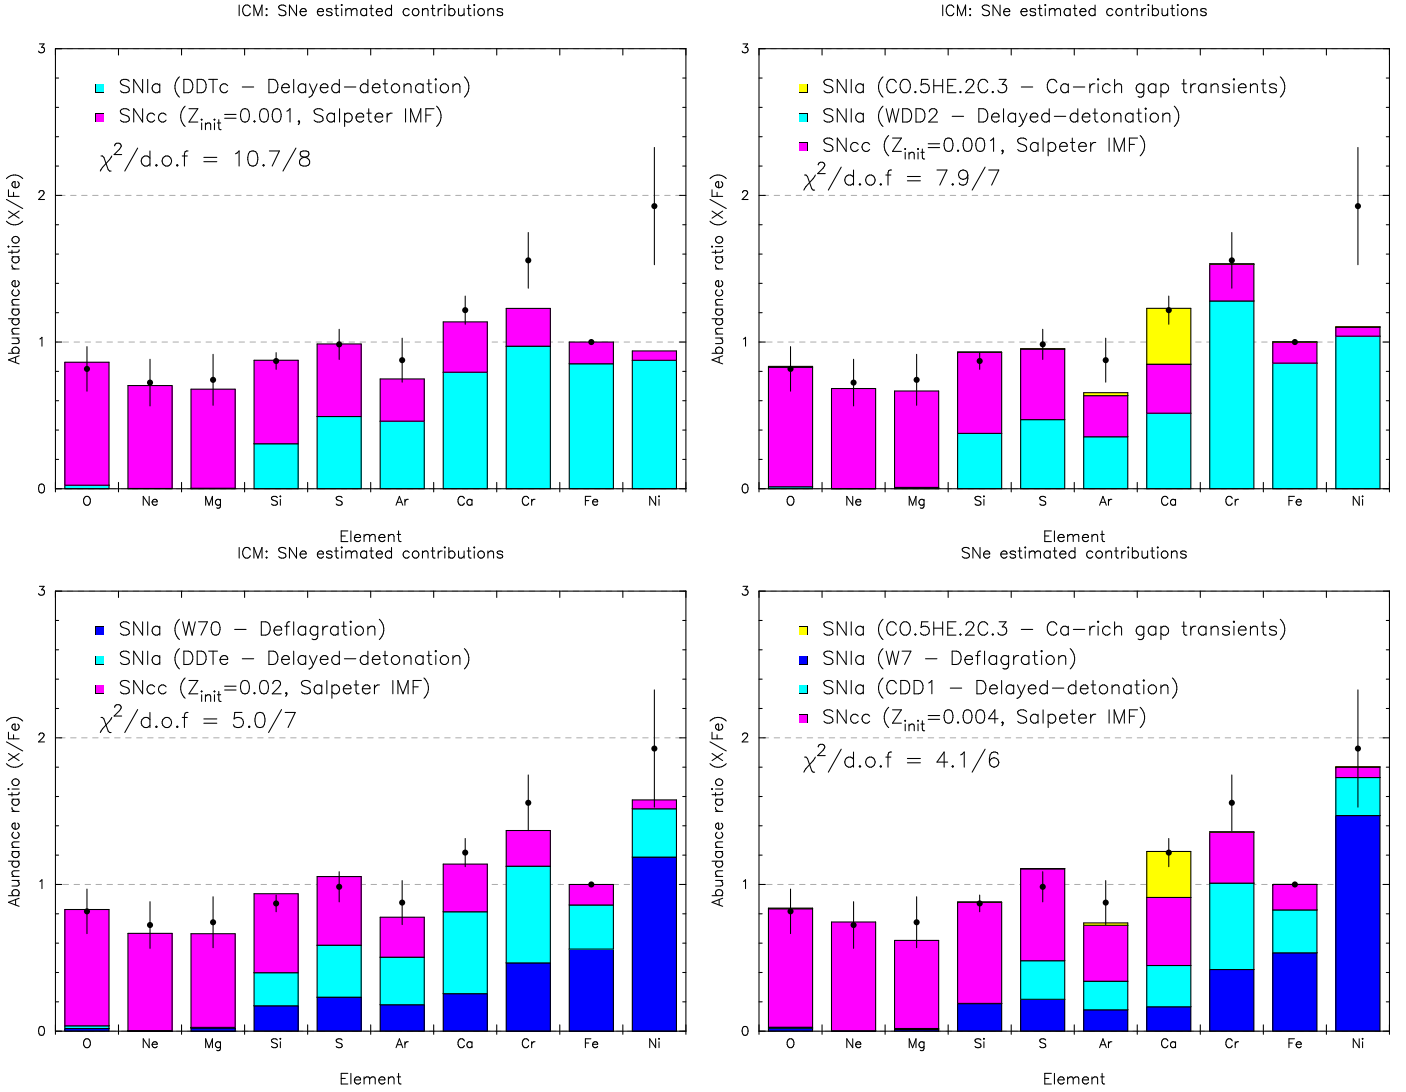 ICM: SNe estimated contributions
3
2
1
0
Abundance ratio (X/Fe)
SNIa (DDTc − Delayed−detonation)
SNcc (Z_init=0.001, Salpeter IMF)
χ²/d.o.f = 10.7/8
O Ne Mg Si S Ar Ca Cr Fe Ni
Element
ICM: SNe estimated contributions
3
2
1
0
Abundance ratio (X/Fe)
SNIa (CO.5HE.2C.3 − Ca−rich gap transients)
SNIa (WDD2 − Delayed−detonation)
SNcc (Z_init=0.001, Salpeter IMF)
χ²/d.o.f = 7.9/7
O Ne Mg Si S Ar Ca Cr Fe Ni
Element
ICM: SNe estimated contributions
3
2
1
0
Abundance ratio (X/Fe)
SNIa (W70 − Deflagration)
SNIa (DDTe − Delayed−detonation)
SNcc (Z_init=0.02, Salpeter IMF)
χ²/d.o.f = 5.0/7
O Ne Mg Si S Ar Ca Cr Fe Ni
Element
SNe estimated contributions
3
2
1
0
Abundance ratio (X/Fe)
SNIa (CO.5HE.2C.3 − Ca−rich gap transients)
SNIa (W7 − Deflagration)
SNIa (CDD1 − Delayed−detonation)
SNcc (Z_init=0.004, Salpeter IMF)
χ²/d.o.f = 4.1/6
O Ne Mg Si S Ar Ca Cr Fe Ni
Element